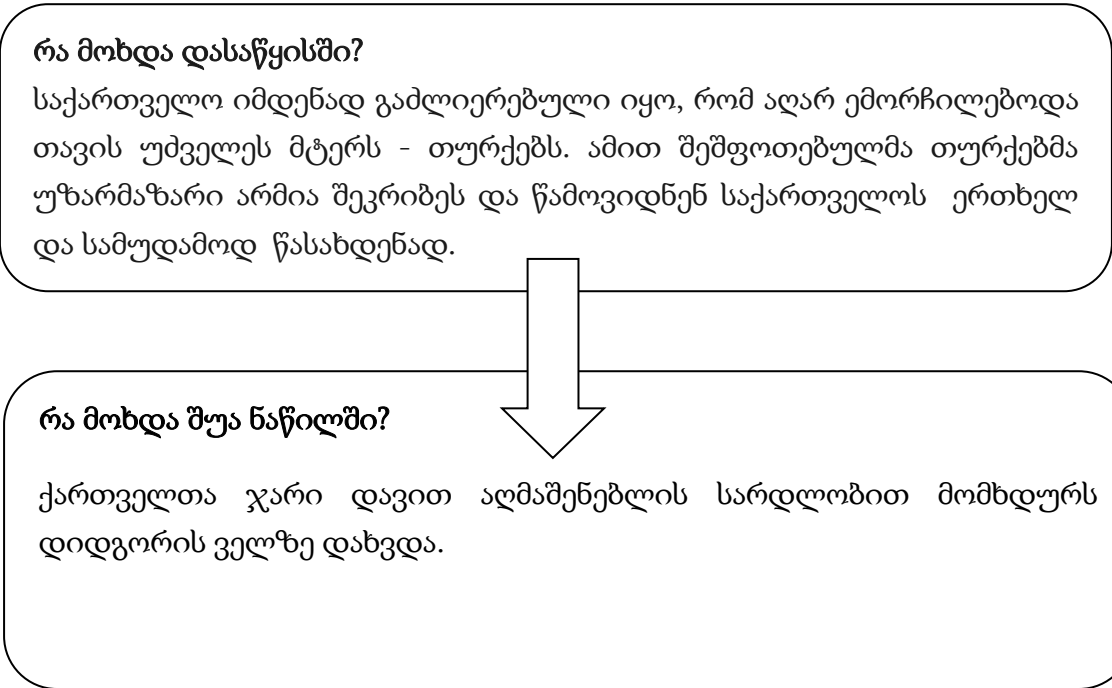 რა მოხდა დასაწყისში?
საქართველო იმდენად გაძლიერებული იყო, რომ აღარ ემორჩილებოდა
თავის უძველეს მტერს - თურქებს. ამით შეშფოთებულმა თურქებმა
უზარმაზარი არმია შეკრიბეს და წამოვიდნენ საქართველოს ერთხელ
და სამუდამოდ წასახდენად.
რა მოხდა შუა ნაწილში?
ქართველთა ჯარი დავით აღმაშენებლის სარდლობით მომხდურს
დიდგორის ველზე დახვდა.